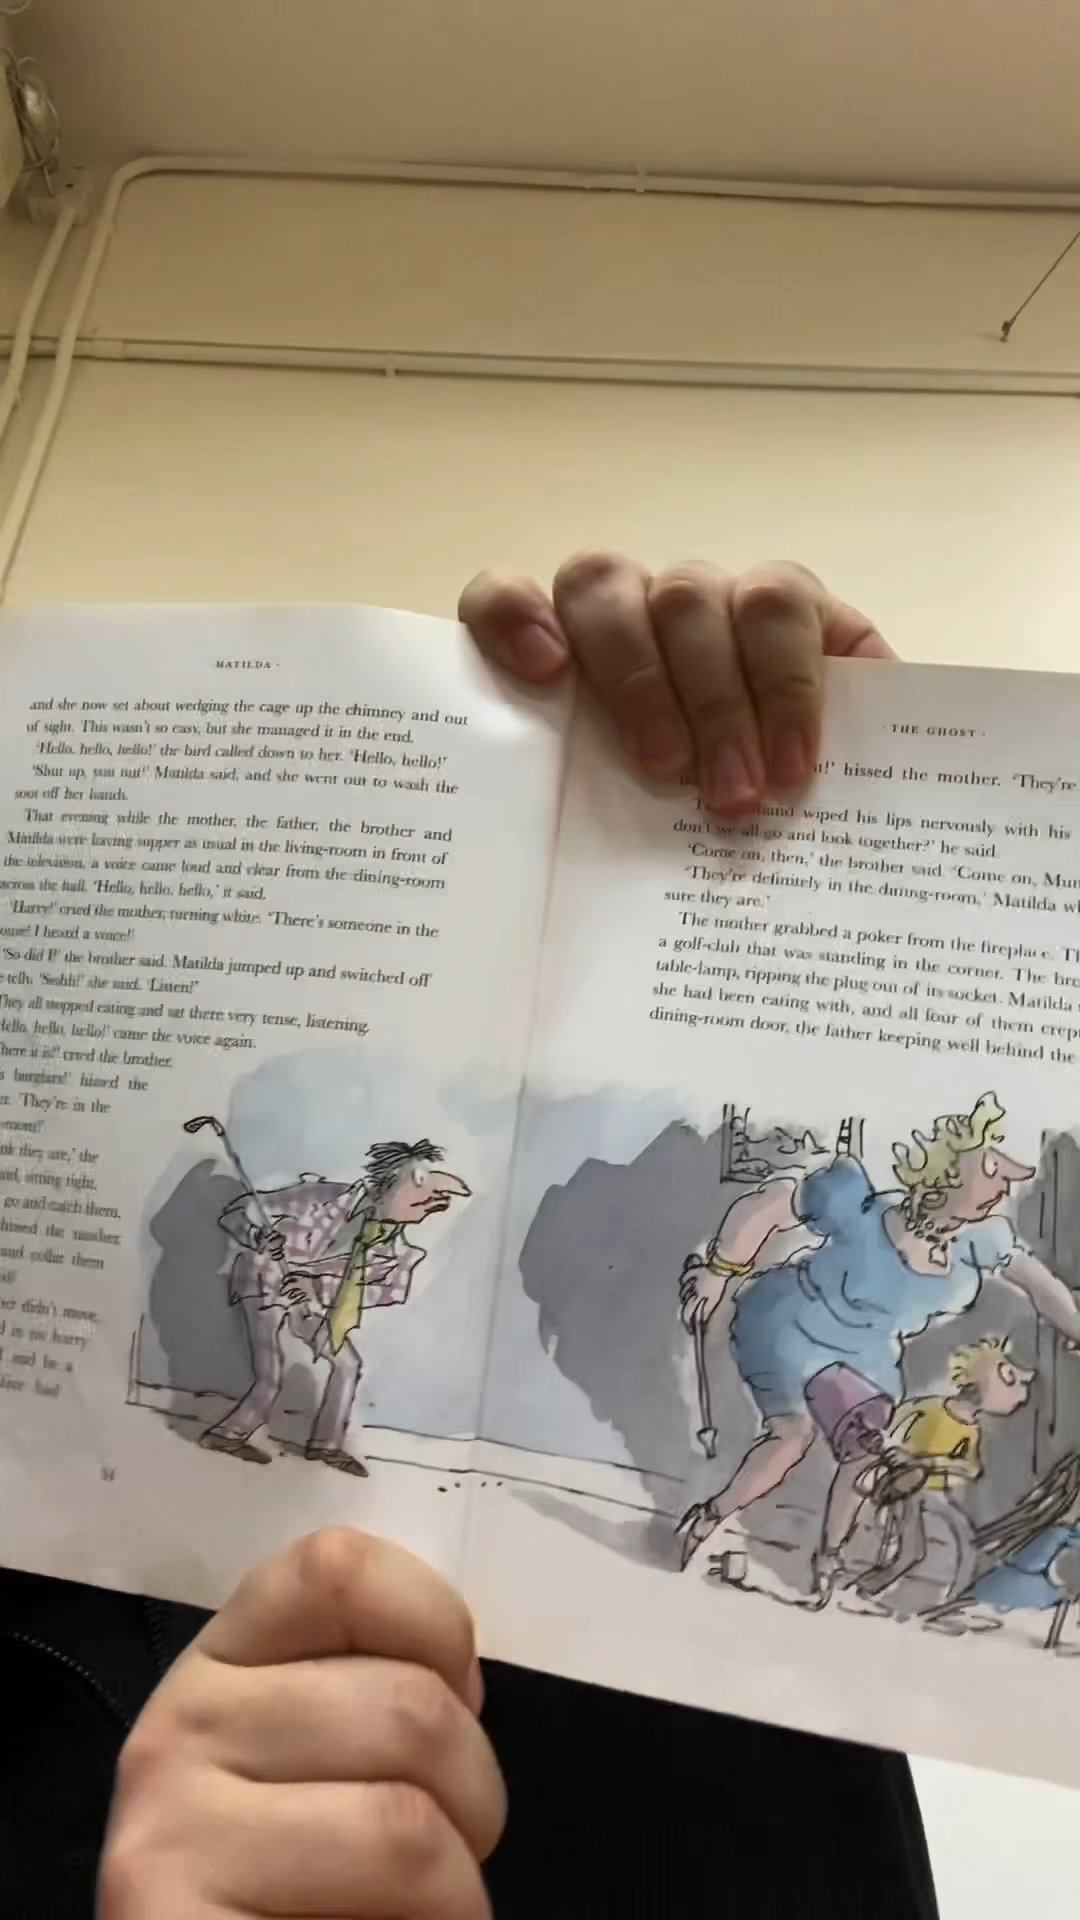 · MATILDA ·
and she now set about wedging the cage up the chimney and out
of sight. This wasn't so easy, but she managed it in the end.
'Hello, hello, hello!' the bird called down to her. 'Hello, hello!'
'Shut up, you nut!' Matilda said, and she went out to wash the
soot off her hands.
That evening while the mother, the father, the brother and
Matilda were having supper as usual in the living-room in front of
the television, a voice came loud and clear from the dining-room
across the hall. 'Hello, hello, hello,' it said.
'Harry!' cried the mother, turning white. 'There's someone in the
I heard a voice!'
'So did I!' the brother said. Matilda jumped up and switched off
telly. 'Sshh!' she said. 'Listen!'
They all stopped eating and sat there very tense, listening.
hello, hello!' came the voice again.
'There it is!' cried the brother.
burglars!' hissed the
'They're in the
they are,' the
said, sitting tight.
go and catch them,
hissed the mother.
and collar them
didn't move.
in no hurry
and be a
had
34
· THE GHOST ·
hissed the mother. 'They're
wiped his lips nervously with his
don't we all go and look together?' he said.
'Come on, then,' the brother said. 'Come on,
'They're definitely in the dining-room,' Matilda
sure they are.'
The mother grabbed a poker from the fireplace.
a golf-club that was standing in the corner. The
table-lamp, ripping the plug out of its socket. Matilda
she had been eating with, and all four of them
dining-room door, the father keeping well behind the